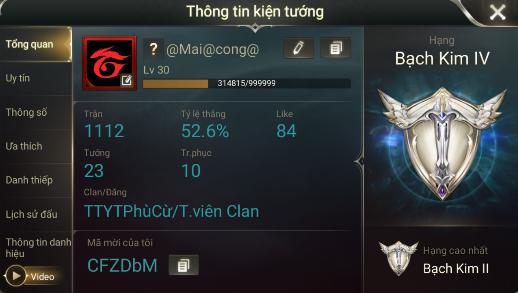 Thông tin kiện tướng
Tổng quan
Uy tín
Thông số
Ưa thích
Danh thiếp
Lịch sử đấu
Thông tin danh hiệu
Video
? @Mai@cong@
Lv 30
314815/999999
Trận Tỷ lệ thắng Like
1112 52.6% 84
Tướng Tr.phục
23 10
Clan/Đảng
TTYTPhùCừ/T.viên Clan
Mã mời của tôi
CFZDbM
Hạng
Bạch Kim IV
Hạng cao nhất
Bạch Kim II